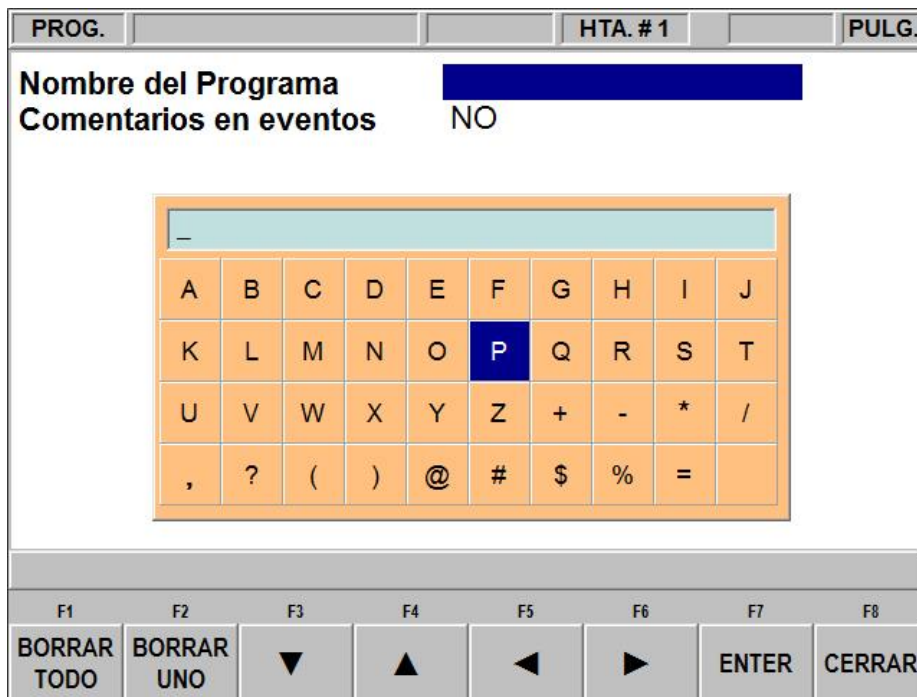 PROG. HTA. # 1 PULG.
Nombre del Programa
Comentarios en eventos NO
_
A B C D E F G H I J
K L M N O P Q R S T
U V W X Y Z + - * /
, ? ( ) @ # $ % =
F1 F2 F3 F4 F5 F6 F7 F8
BORRAR TODO BORRAR UNO ▼ ▲ ◀ ▶ ENTER CERRAR